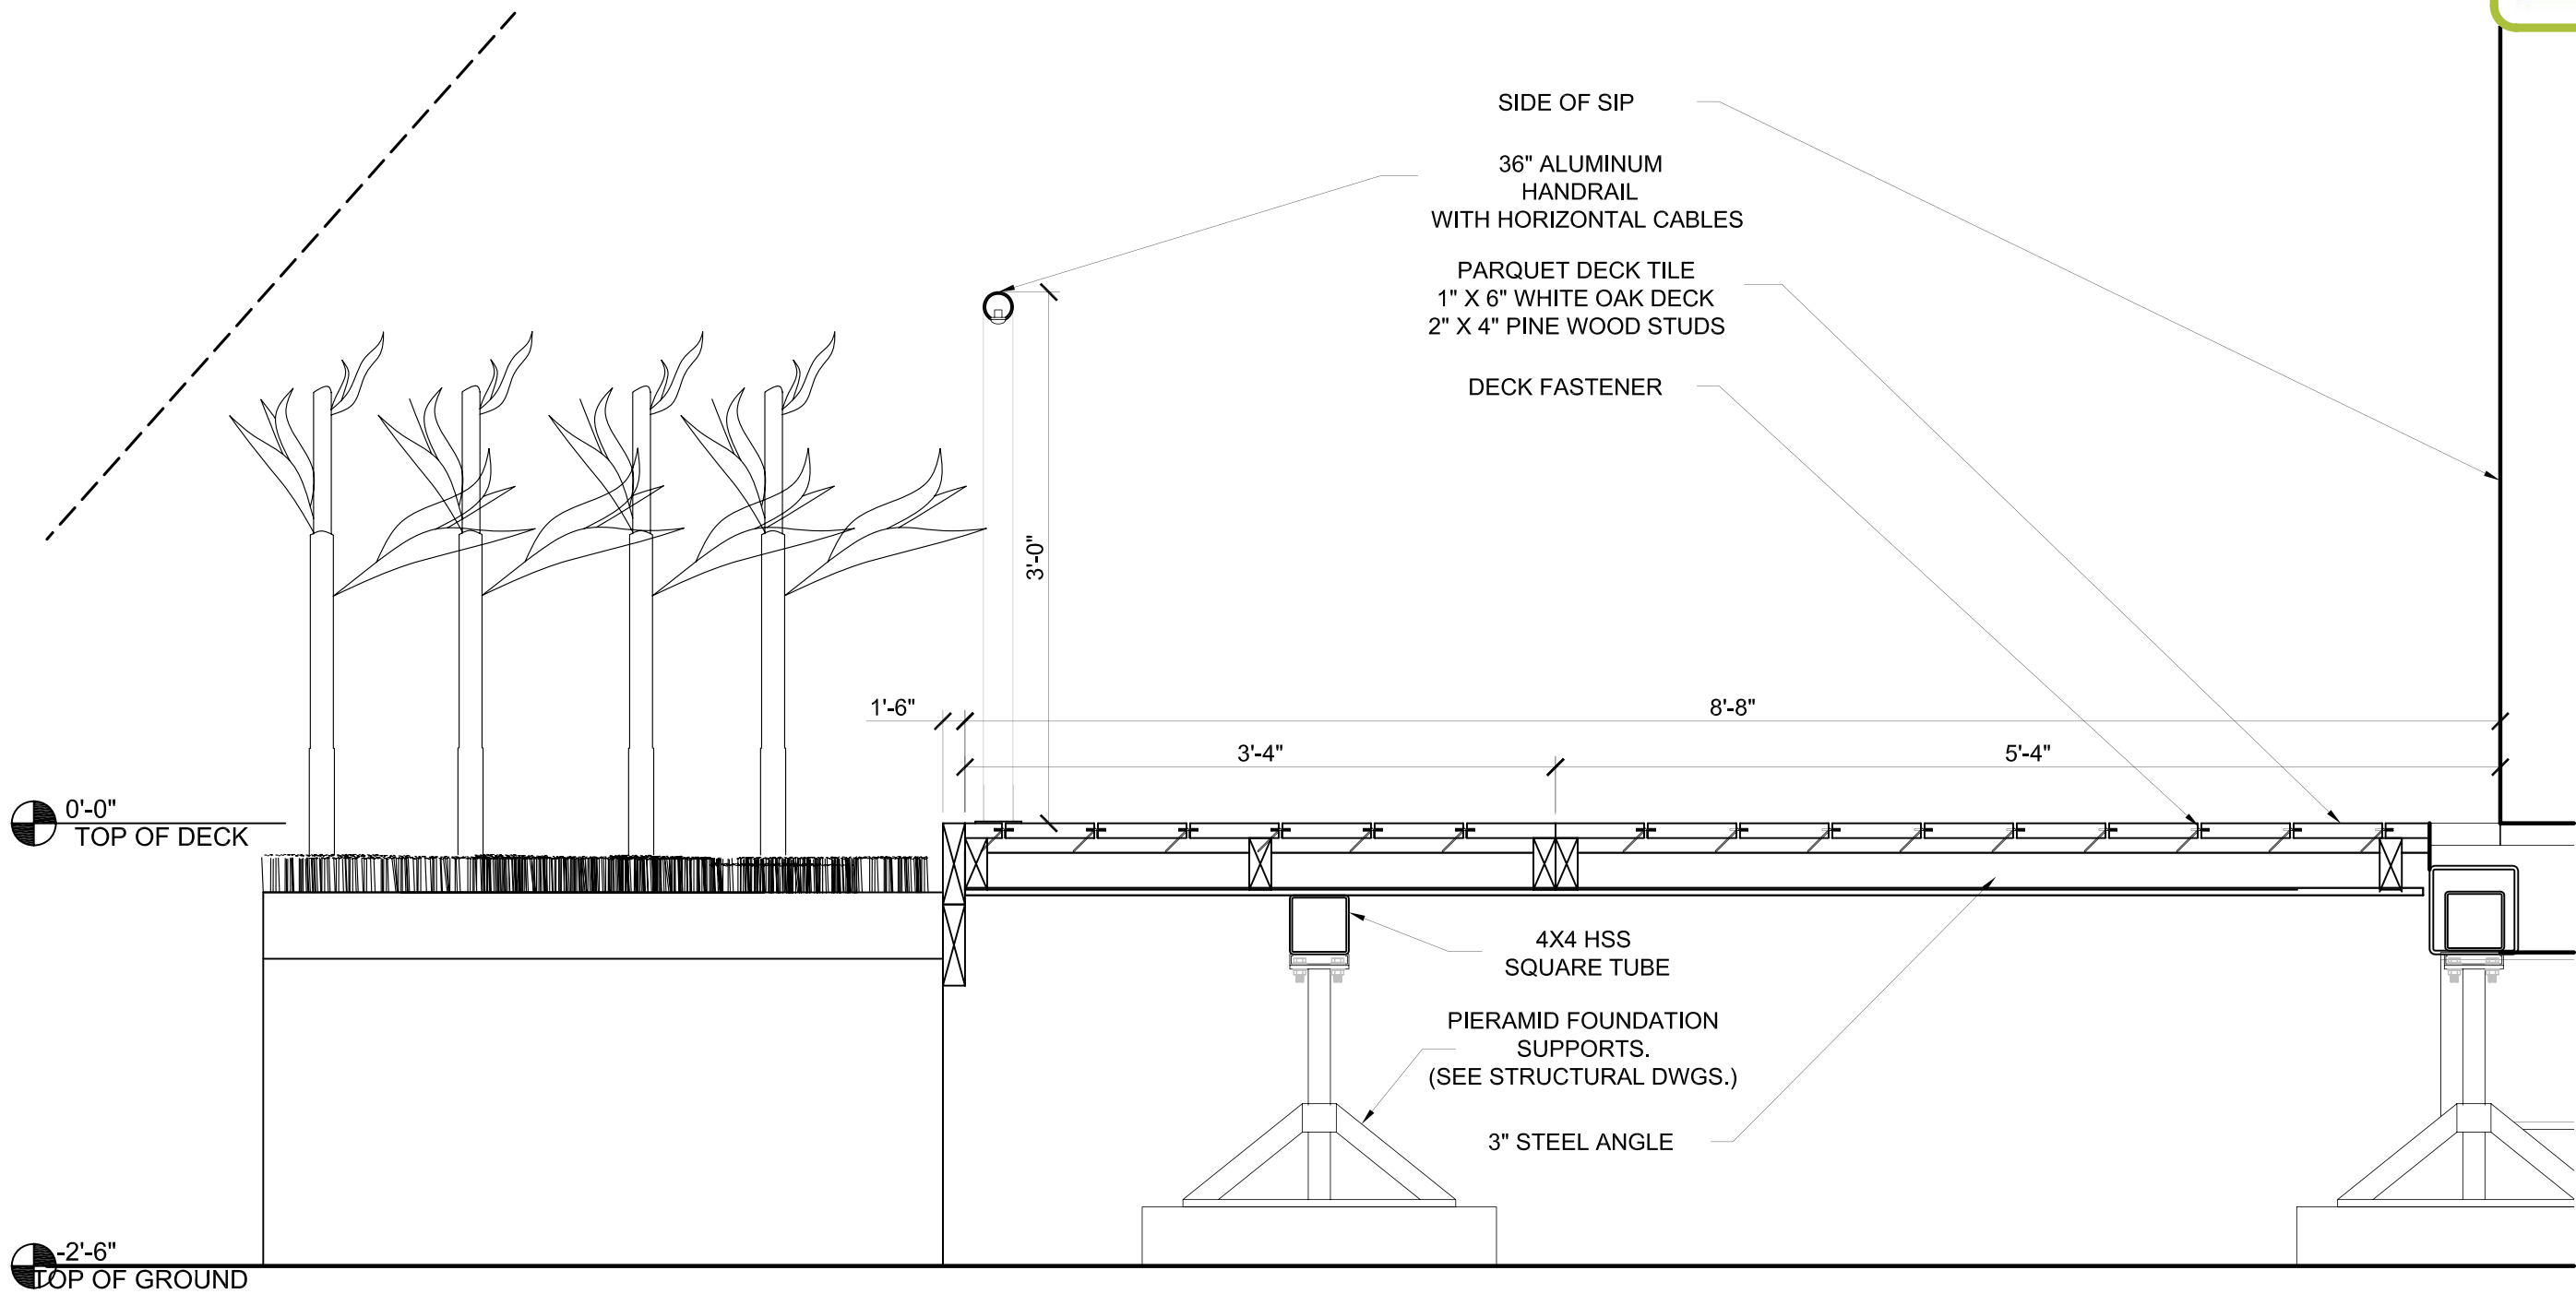 SIDE OF SIP
36" ALUMINUM
HANDRAIL
WITH HORIZONTAL CABLES
PARQUET DECK TILE
1" X 6" WHITE OAK DECK
2" X 4" PINE WOOD STUDS
DECK FASTENER
3'-0"
1'-6"
8'-8"
3'-4"
5'-4"
0'-0"
TOP OF DECK
4X4 HSS
SQUARE TUBE
PIERAMID FOUNDATION
SUPPORTS.
(SEE STRUCTURAL DWGS.)
3" STEEL ANGLE
-2'-6"
TOP OF GROUND